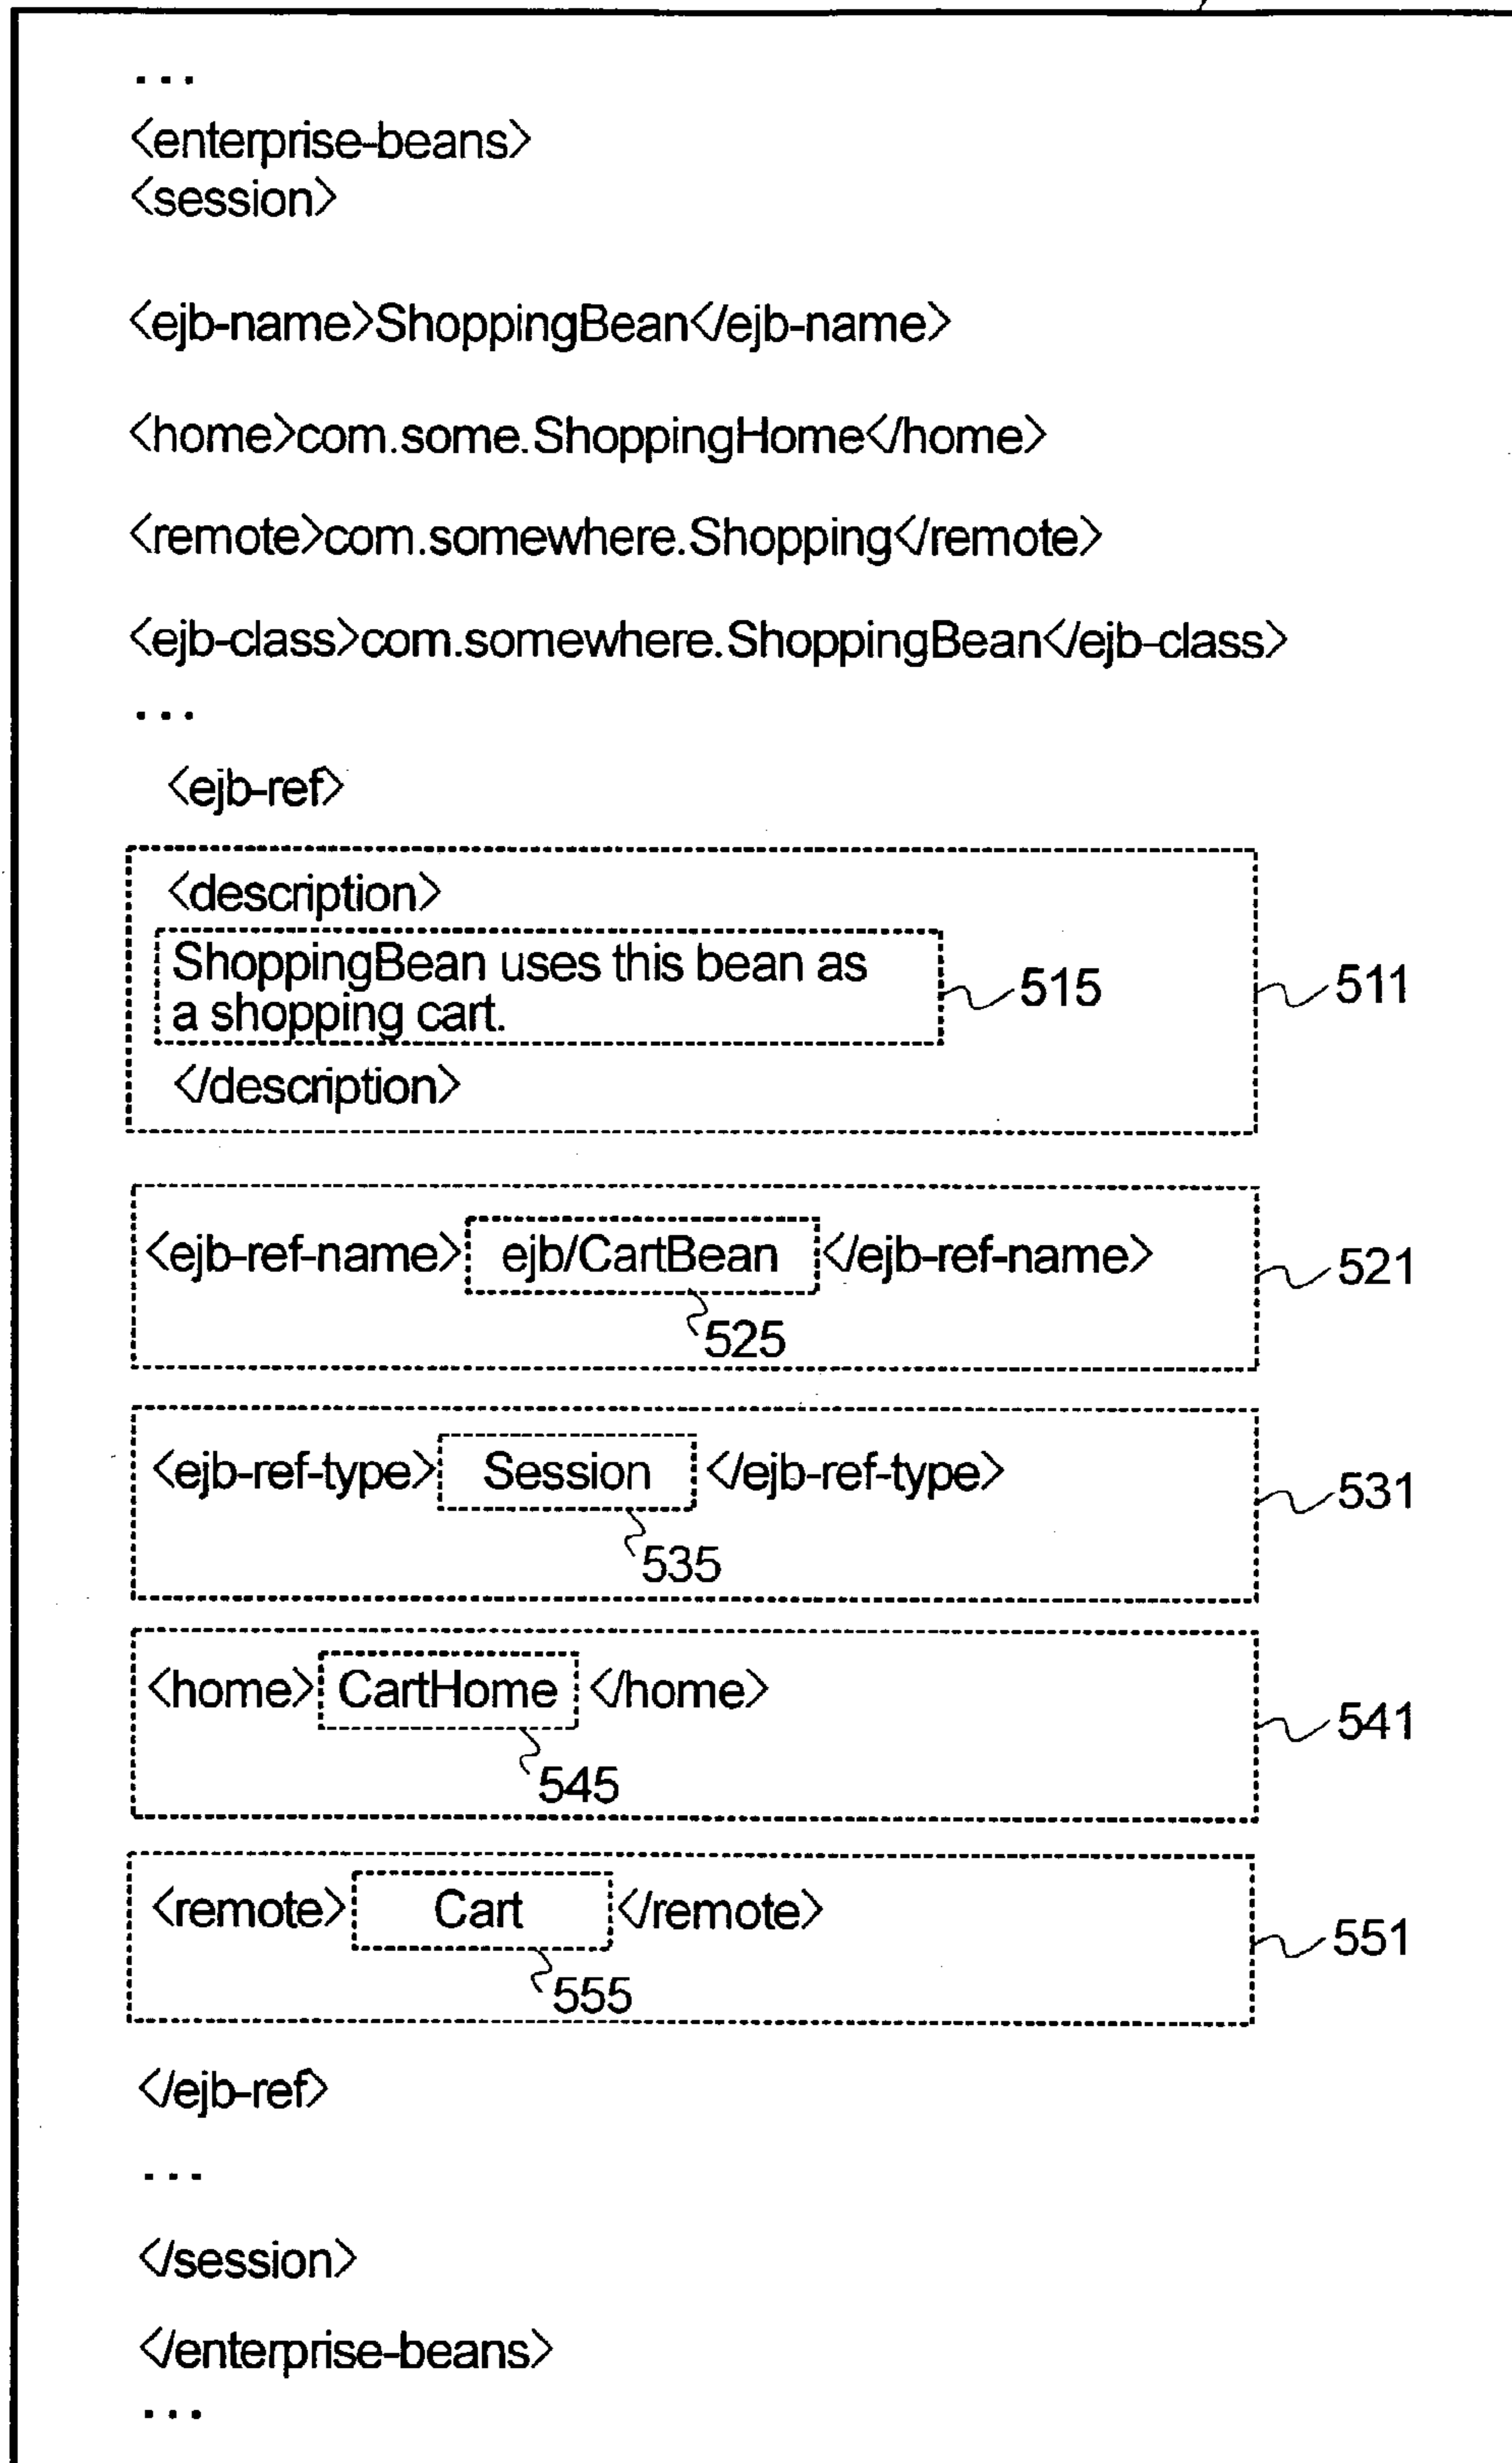 ...
<enterprise-beans>
<session>
<ejb-name>ShoppingBean</ejb-name>
<home>com.some.ShoppingHome</home>
<remote>com.somewhere.Shopping</remote>
<ejb-class>com.somewhere.ShoppingBean</ejb-class>
...
<ejb-ref>
<description>
ShoppingBean uses this bean as
a shopping cart.
515
511
</description>
<ejb-ref-name> ejb/CartBean </ejb-ref-name>
521
525
<ejb-ref-type> Session </ejb-ref-type>
531
535
<home> CartHome </home>
541
545
<remote> Cart </remote>
551
555
</ejb-ref>
...
</session>
</enterprise-beans>
...